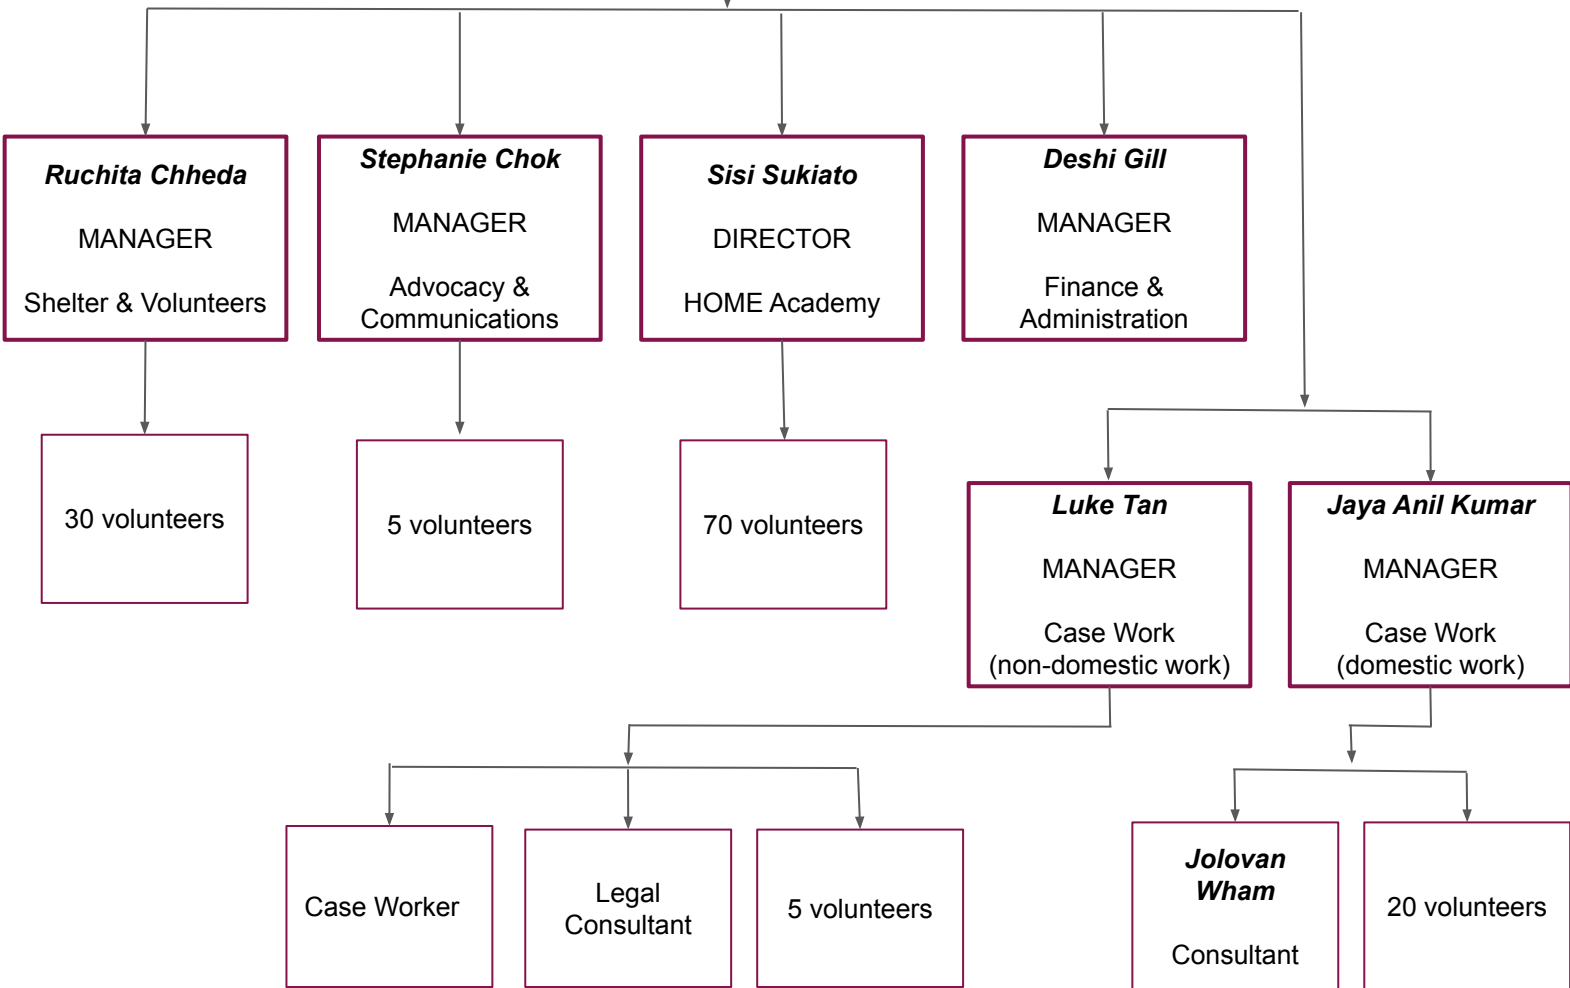 Ruchita Chheda
MANAGER
Shelter & Volunteers
Stephanie Chok
MANAGER
Advocacy &
Communications
Sisi Sukiato
DIRECTOR
HOME Academy
Deshi Gill
MANAGER
Finance &
Administration
30 volunteers
5 volunteers
70 volunteers
Luke Tan
MANAGER
Case Work
(non-domestic work)
Jaya Anil Kumar
MANAGER
Case Work
(domestic work)
Case Worker
Legal
Consultant
5 volunteers
Jolovan
Wham
Consultant
20 volunteers